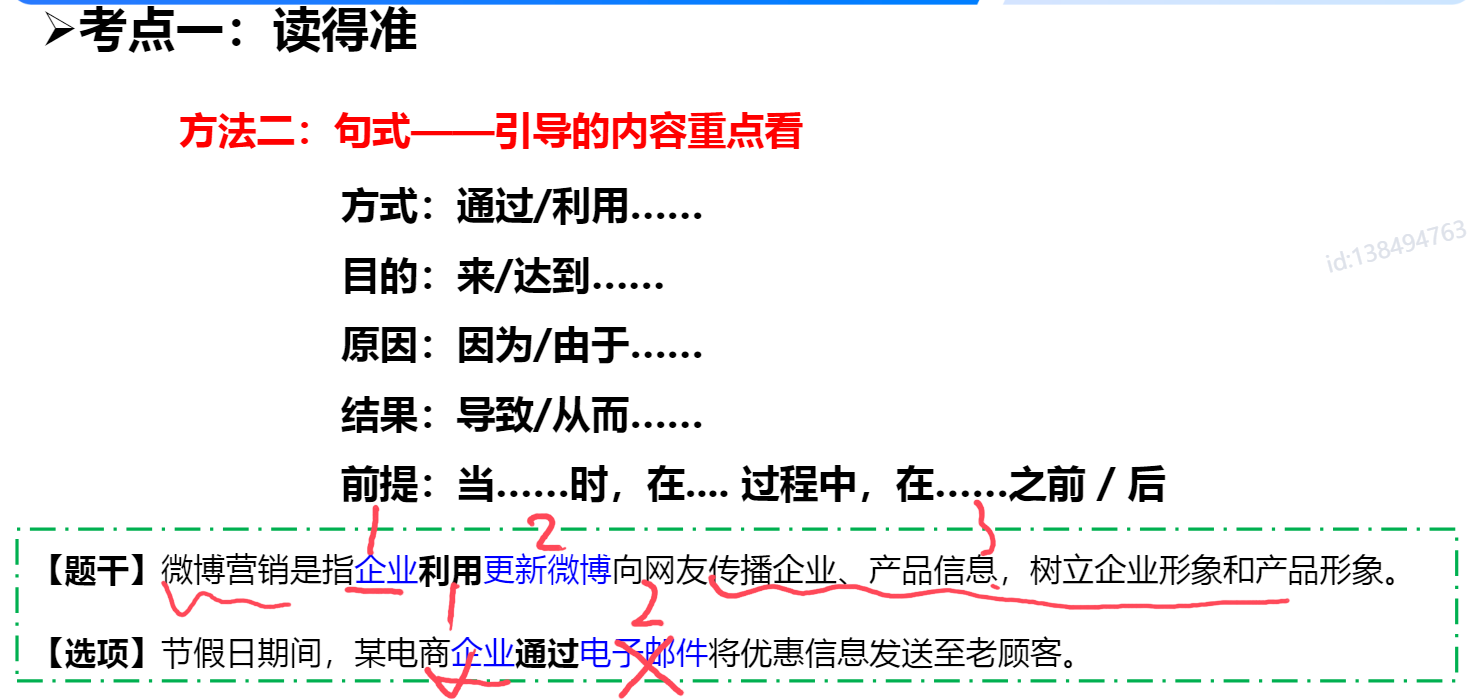 ➢考点一：读得准
方法二：句式——引导的内容重点看
方式：通过/利用……
目的：来/达到……
id:138494763
原因：因为/由于……
结果：导致/从而……
前提：当……时，在.... 过程中，在……之前 / 后
1 2 3
【题干】微博营销是指企业利用更新微博向网友传播企业、产品信息，树立企业形象和产品形象。
1 2
【选项】节假日期间，某电商企业通过电子邮件将优惠信息发送至老顾客。